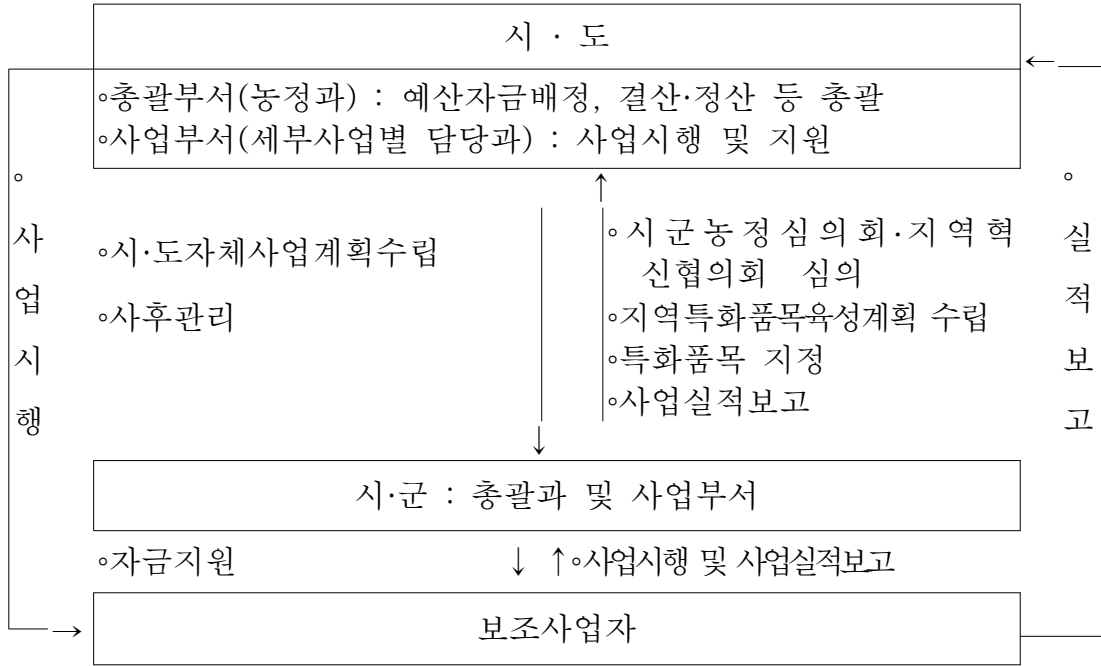 시 · 도
◦총괄부서(농정과) : 예산자금배정, 결산·정산 등 총괄
◦사업부서(세부사업별 담당과) : 사업시행 및 지원
◦사업시행
◦시·도자체사업계획수립
◦사후관리
◦시군농정심의회·지역혁
신협의회 심의
◦지역특화품목육성계획 수립
◦특화품목 지정
◦사업실적보고
◦실적보고
시·군 : 총괄과 및 사업부서
◦자금지원 ↓ ↑◦사업시행 및 사업실적보고
보조사업자